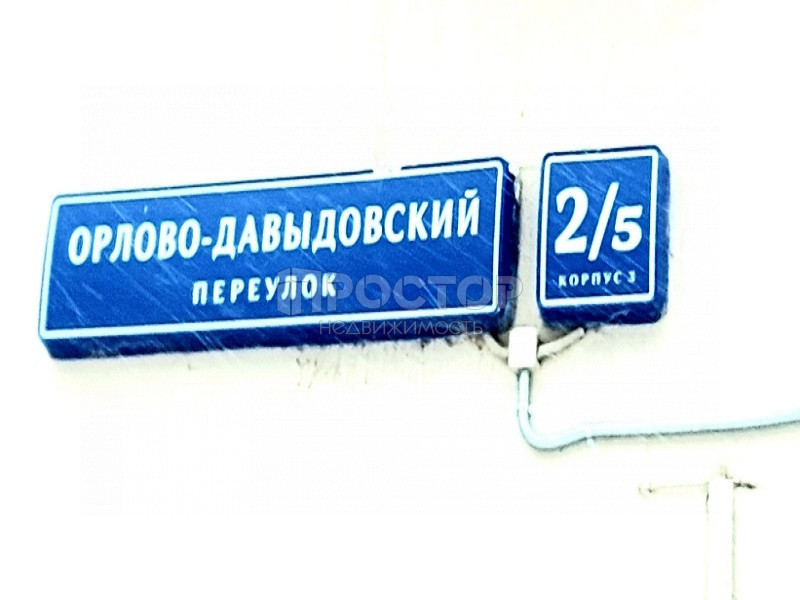 ОРЛОВО-ДАВЫДОВСКИЙ
ПЕРЕУЛОК
2/5
КОРПУС 3
ПРОСТОР
НЕДВИЖИМОСТЬ